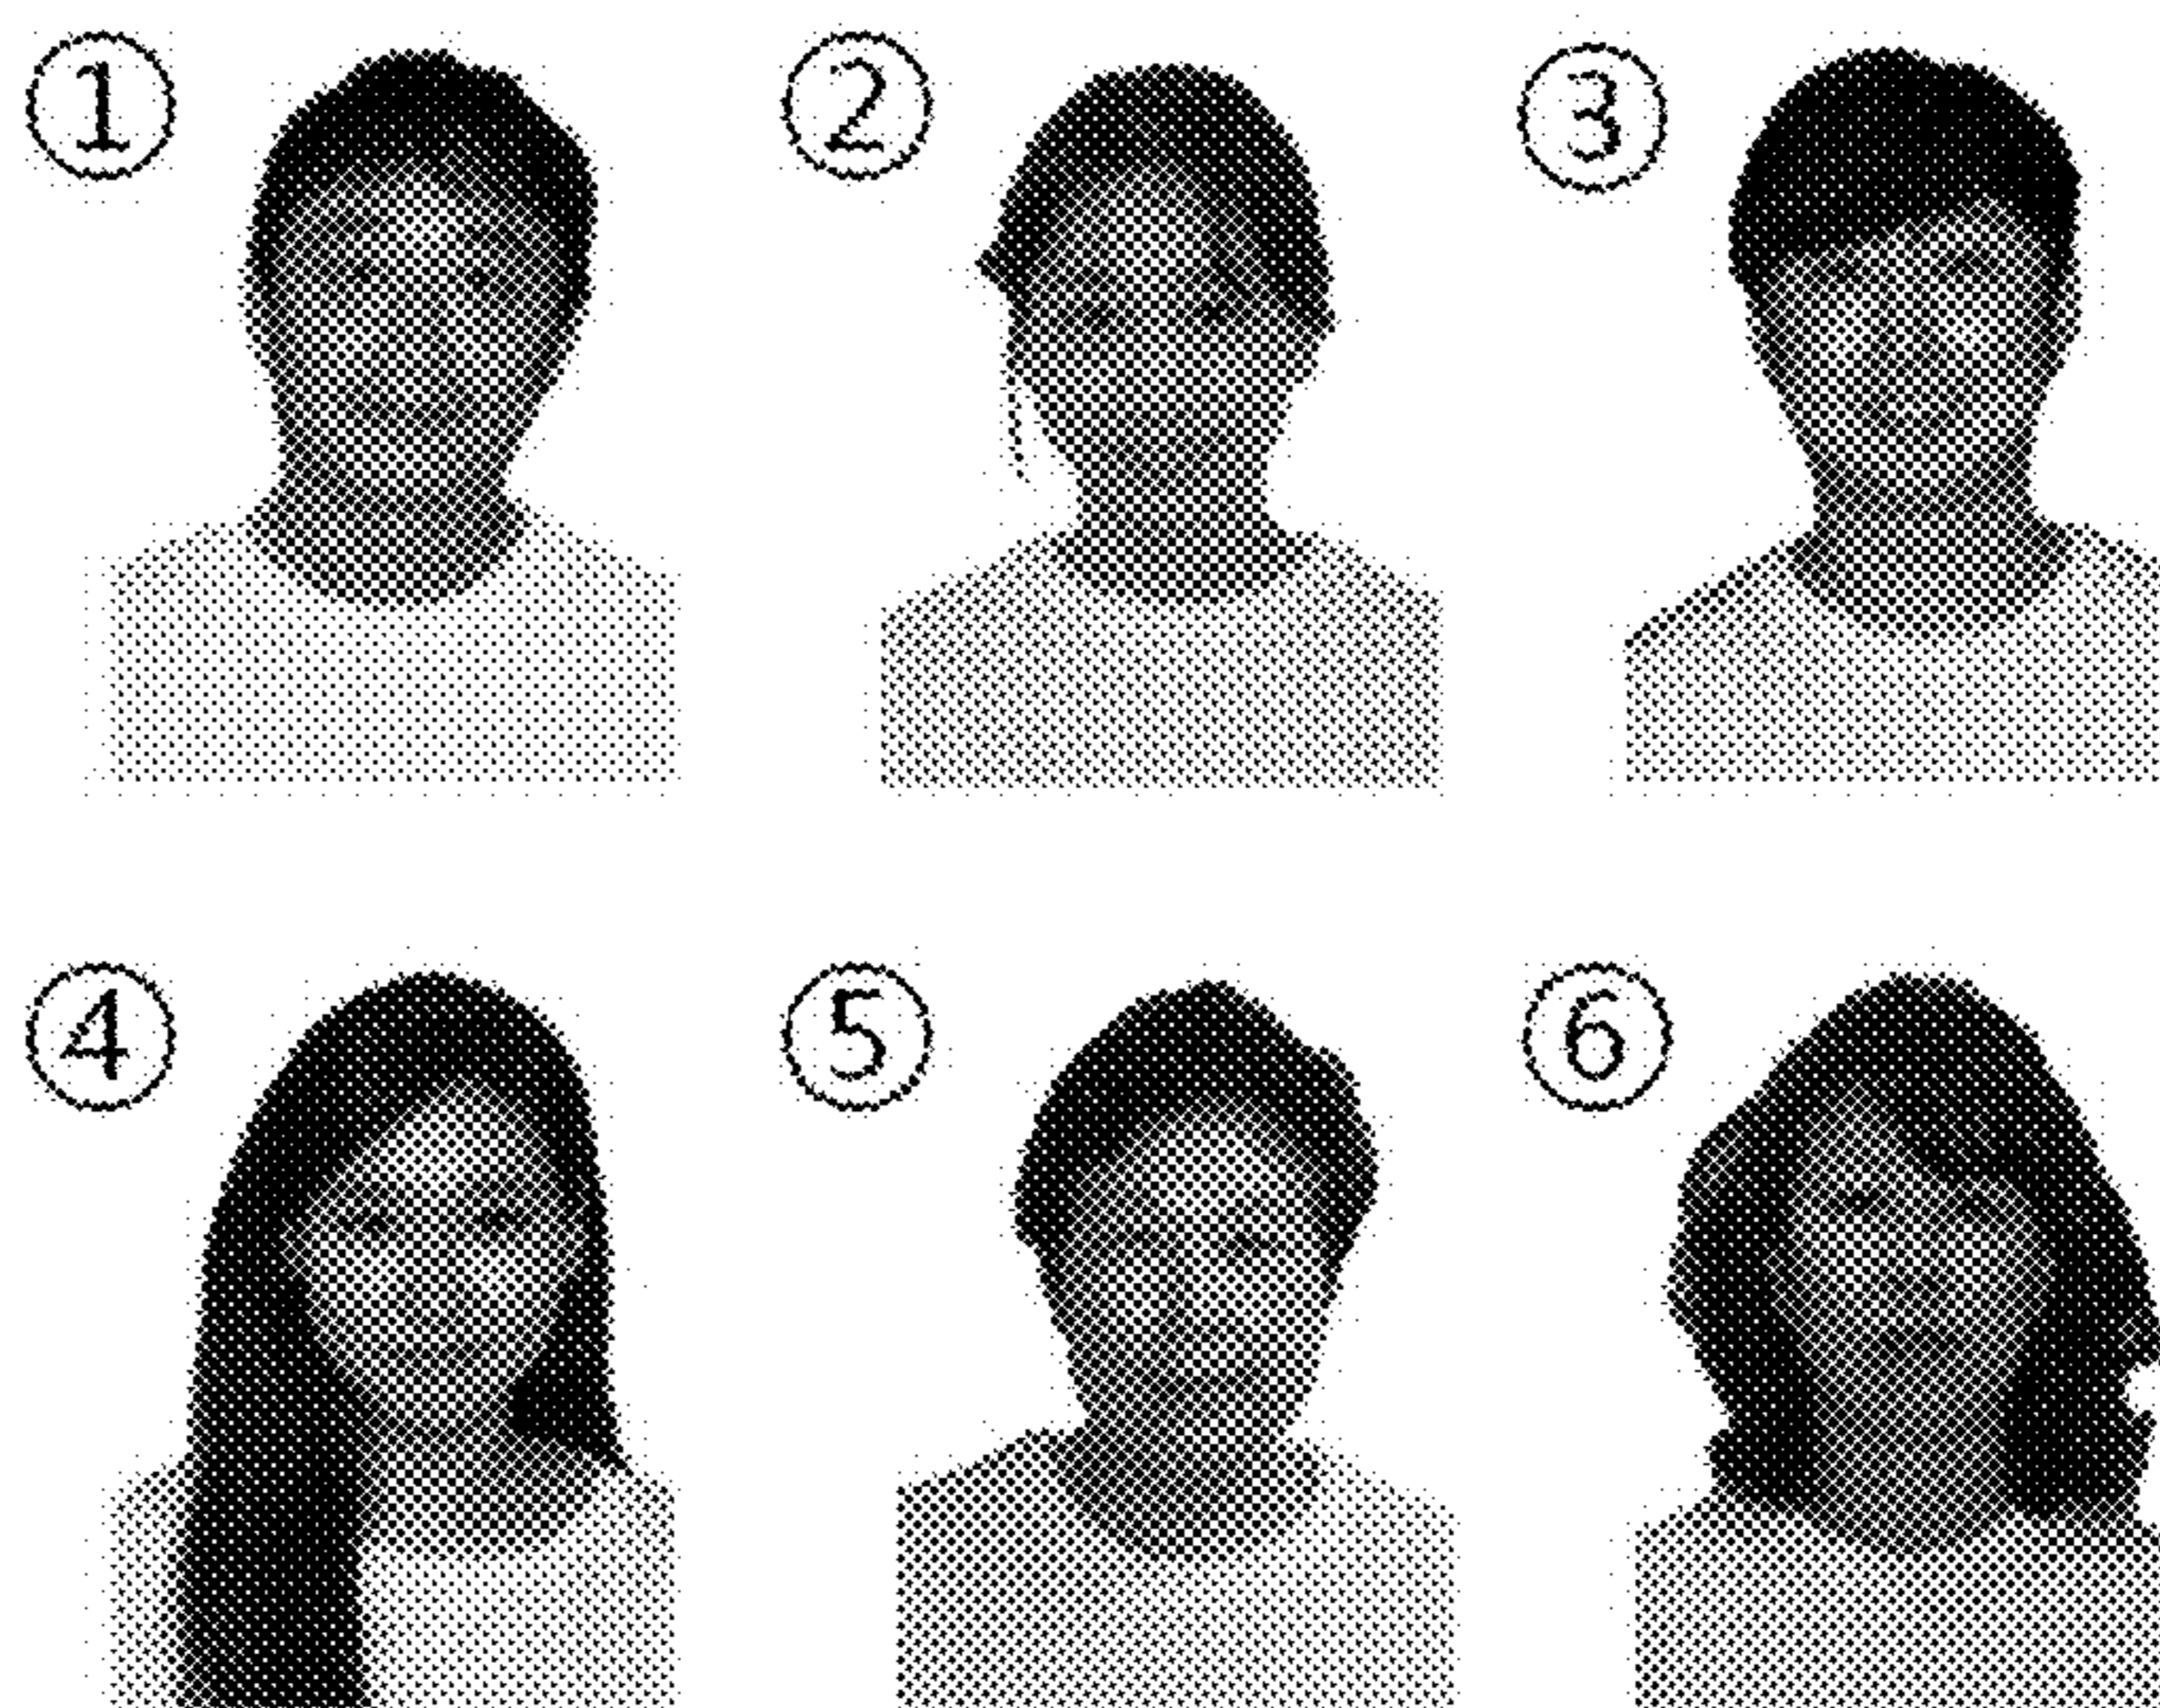 ① ② ③
④ ⑤ ⑥